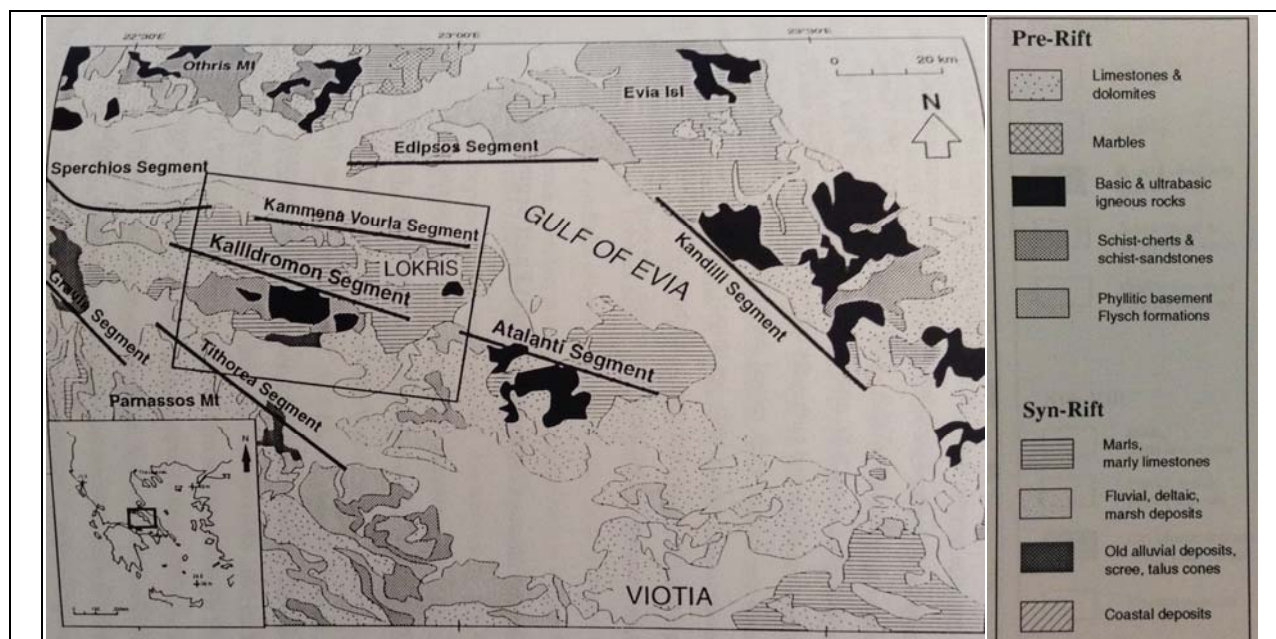 22°30'E
23°00'E
23°30'E
Othris Mt
0 20 km
Evia Isl
N
Edipsos Segment
Sperchios Segment
Kammena Vourla Segment
GULF OF EVIA
Kallidromon Segment
LOKRIS
Kandilli Segment
Atalanti Segment
Segment
Tithorea Segment
Parnassos Mt
N
VIOTIA
Pre-Rift
Limestones &
dolomites
Marbles
Basic & ultrabasic
igneous rocks
Schist-cherts &
schist-sandstones
Phyllitic basement
Flysch formations
Syn-Rift
Marls,
marly limestones
Fluvial, deltaic,
marsh deposits
Old alluvial deposits,
scree, talus cones
Coastal deposits